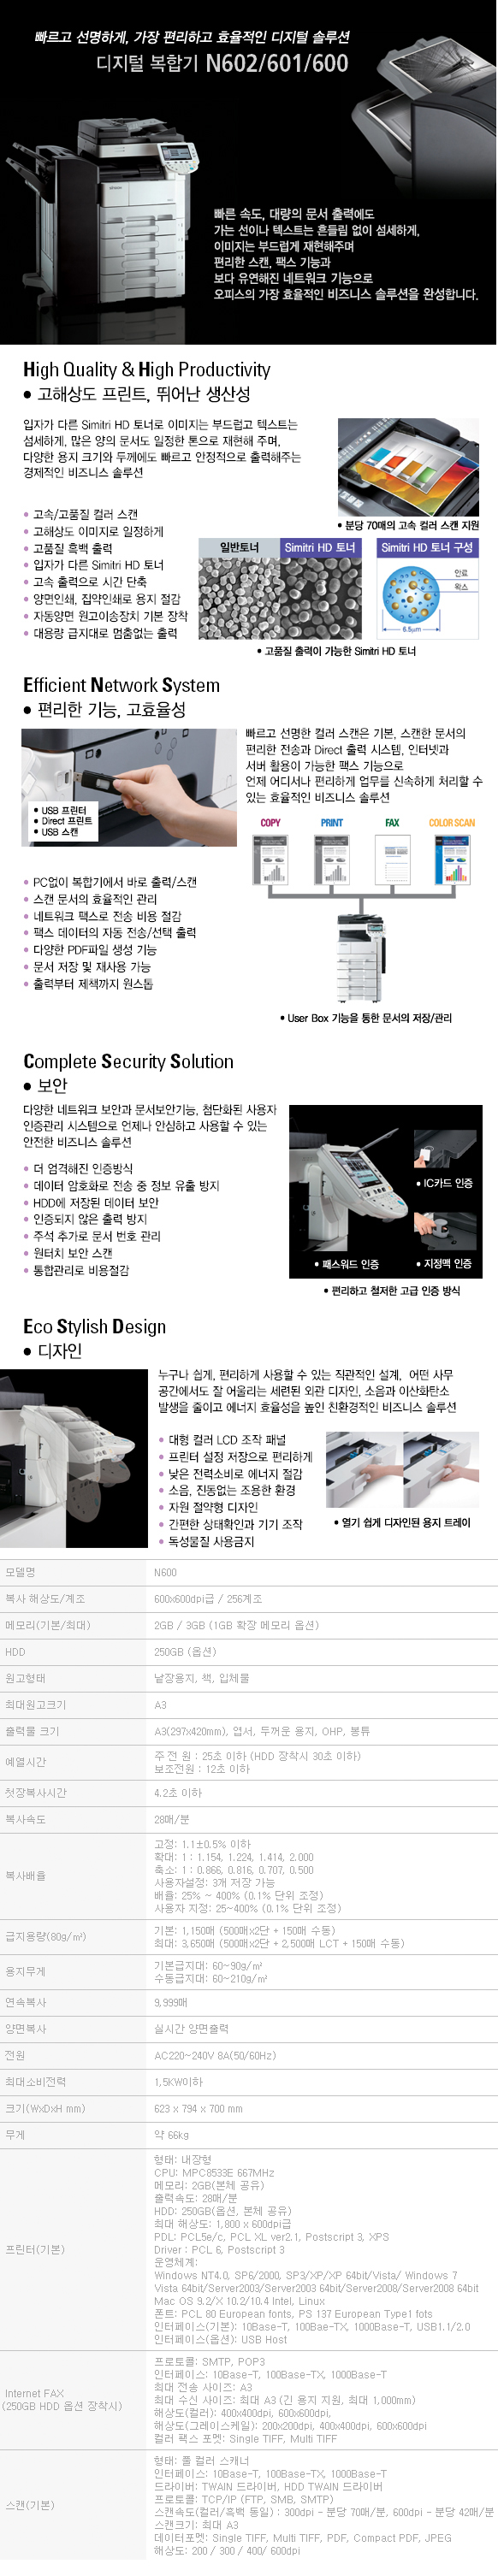 빠르고 선명하게, 가장 편리하고 효율적인 디지털 솔루션
디지털 복합기 N602/601/600
빠른 속도, 대량의 문서 출력에도
가는 선이나 텍스트는 흔들림 없이 섬세하게,
이미지는 부드럽게 재현해주며
편리한 스캔, 팩스 기능과
보다 유연해진 네트워크 기능으로
오피스의 가장 효율적인 비즈니스 솔루션을 완성합니다.
High Quality & High Productivity
• 고해상도 프린트, 뛰어난 생산성
입자가 다른 Simitri HD 토너로 이미지는 부드럽고 텍스트는
섬세하게, 많은 양의 문서도 일정한 톤으로 재현해 주며,
다양한 용지 크기와 두께에도 빠르고 안정적으로 출력해주는
경제적인 비즈니스 솔루션
• 분당 70매의 고속 컬러 스캔 지원
• 고속/고품질 컬러 스캔
• 고해상도 이미지로 일정하게
• 고품질 흑백 출력
• 입자가 다른 Simitri HD 토너
• 고속 출력으로 시간 단축
• 양면인쇄, 집약인쇄로 용지 절감
• 자동양면 원고이송장치 기본 장착
• 대용량 급지대로 멈춤없는 출력
일반토너 Simitri HD 토너 Simitri HD 토너 구성
안료
왁스
6.5μm
• 고품질 출력이 가능한 Simitri HD 토너
Efficient Network System
• 편리한 기능, 고효율성
• USB 프린터
• Direct 프린트
• USB 스캔
빠르고 선명한 컬러 스캔은 기본, 스캔한 문서의
편리한 전송과 Direct 출력 시스템, 인터넷과
서버 활용이 가능한 팩스 기능으로
언제 어디서나 편리하게 업무를 신속하게 처리할 수
있는 효율적인 비즈니스 솔루션
COPY PRINT FAX COLOR SCAN
• PC없이 복합기에서 바로 출력/스캔
• 스캔 문서의 효율적인 관리
• 네트워크 팩스로 전송 비용 절감
• 팩스 데이터의 자동 전송/선택 출력
• 다양한 PDF파일 생성 기능
• 문서 저장 및 재사용 가능
• 출력부터 제책까지 원스톱
• User Box 기능을 통한 문서의 저장/관리
Complete Security Solution
• 보안
다양한 네트워크 보안과 문서보안기능, 첨단화된 사용자
인증관리 시스템으로 언제나 안심하고 사용할 수 있는
안전한 비즈니스 솔루션
• 더 엄격해진 인증방식
• 데이터 암호화로 전송 중 정보 유출 방지
• HDD에 저장된 데이터 보안
• 인증되지 않은 출력 방지
• 주석 추가로 문서 번호 관리
• 원터치 보안 스캔
• 통합관리로 비용절감
• IC카드 인증
• 패스워드 인증
• 지정맥 인증
• 편리하고 철저한 고급 인증 방식
Eco Stylish Design
• 디자인
누구나 쉽게, 편리하게 사용할 수 있는 직관적인 설계, 어떤 사무
공간에서도 잘 어울리는 세련된 외관 디자인, 소음과 이산화탄소
발생을 줄이고 에너지 효율성을 높인 친환경적인 비즈니스 솔루션
• 대형 컬러 LCD 조작 패널
• 프린터 설정 저장으로 편리하게
• 낮은 전력소비로 에너지 절감
• 소음, 진동없는 조용한 환경
• 자원 절약형 디자인
• 간편한 상태확인과 기기 조작
• 독성물질 사용금지
• 열기 쉽게 디자인된 용지 트레이
모델명 N600
복사 해상도/계조 600x600dpi급 / 256계조
메모리(기본/최대) 2GB / 3GB (1GB 확장 메모리 옵션)
HDD 250GB (옵션)
원고형태 낱장용지, 책, 입체물
최대원고크기 A3
출력물 크기 A3(297x420mm), 엽서, 두꺼운 용지, OHP, 봉투
예열시간 주 전 원 : 25초 이하 (HDD 장착시 30초 이하)
보조전원 : 12초 이하
첫장복사시간 4.2초 이하
복사속도 28매/분
복사배율 고정: 1.1±0.5% 이하
확대: 1 : 1.154, 1.224, 1.414, 2.000
축소: 1 : 0.866, 0.816, 0.707, 0.500
사용자설정: 3개 저장 가능
배율: 25% ~ 400% (0.1% 단위 조정)
사용자 지정: 25~400% (0.1% 단위 조정)
급지용량(80g/㎡) 기본: 1,150매 (500매x2단 + 150매 수동)
최대: 3,650매 (500매x2단 + 2,500매 LCT + 150매 수동)
용지무게 기본급지대: 60~90g/㎡
수동급지대: 60~210g/㎡
연속복사 9,999매
양면복사 실시간 양면출력
전원 AC220~240V 8A(50/60Hz)
최대소비전력 1,5KW이하
크기(WxDxH mm) 623 x 794 x 700 mm
무게 약 66kg
프린터(기본) 형태: 내장형
CPU: MPC8533E 667MHz
메모리: 2GB(본체 공유)
출력속도: 28매/분
HDD: 250GB(옵션, 본체 공유)
최대 해상도: 1,800 x 600dpi급
PDL: PCL5e/c, PCL XL ver2.1, Postscript 3, XPS
Driver : PCL 6, Postscript 3
운영체계:
Windows NT4.0, SP6/2000, SP3/XP/XP 64bit/Vista/ Windows 7
Vista 64bit/Server2003/Server2003 64bit/Server2008/Server2008 64bit
Mac OS 9.2/X 10.2/10.4 Intel, Linux
폰트: PCL 80 European fonts, PS 137 European Type1 fots
인터페이스(기본): 10Base-T, 100Bae-TX, 1000Base-T, USB1.1/2.0
인터페이스(옵션): USB Host
Internet FAX
(250GB HDD 옵션 장착시)
프로토콜: SMTP, POP3
인터페이스: 10Base-T, 100Base-TX, 1000Base-T
최대 전송 사이즈: A3
최대 수신 사이즈: 최대 A3 (긴 용지 지원, 최대 1,000mm)
해상도(컬러): 400x400dpi, 600x600dpi,
해상도(그레이스케일): 200x200dpi, 400x400dpi, 600x600dpi
컬러 팩스 포멧: Single TIFF, Multi TIFF
스캔(기본) 형태: 풀 컬러 스캐너
인터페이스: 10Base-T, 100Base-TX, 1000Base-T
드라이버: TWAIN 드라이버, HDD TWAIN 드라이버
프로토콜: TCP/IP (FTP, SMB, SMTP)
스캔속도(컬러/흑백 동일) : 300dpi - 분당 70매/분, 600dpi - 분당 42매/분
스캔크기: 최대 A3
데이터포멧: Single TIFF, Multi TIFF, PDF, Compact PDF, JPEG
해상도: 200 / 300 / 400/ 600dpi